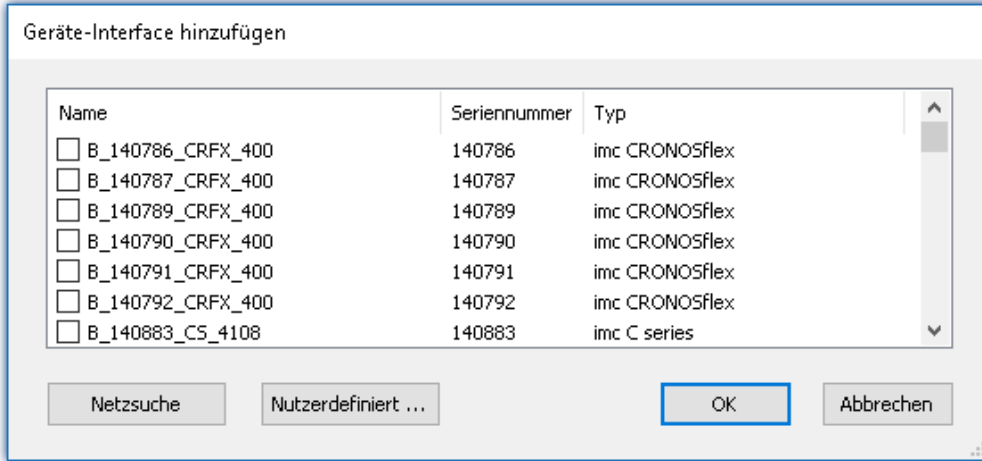 Geräte-Interface hinzufügen
Name Seriennummer Typ
B_140786_CRFX_400 140786 imc CRONOSflex
B_140787_CRFX_400 140787 imc CRONOSflex
B_140789_CRFX_400 140789 imc CRONOSflex
B_140790_CRFX_400 140790 imc CRONOSflex
B_140791_CRFX_400 140791 imc CRONOSflex
B_140792_CRFX_400 140792 imc CRONOSflex
B_140883_CS_4108 140883 imc C series
Netzsuche Nutzerdefiniert ... OK Abbrechen